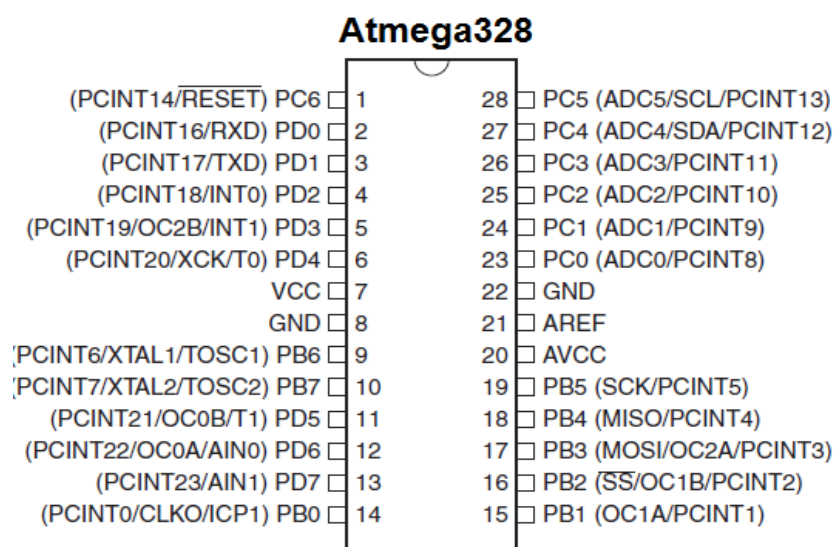 Atmega328
(PCINT14/RESET) PC6 1 28 PC5 (ADC5/SCL/PCINT13)
(PCINT16/RXD) PD0 2 27 PC4 (ADC4/SDA/PCINT12)
(PCINT17/TXD) PD1 3 26 PC3 (ADC3/PCINT11)
(PCINT18/INT0) PD2 4 25 PC2 (ADC2/PCINT10)
(PCINT19/OC2B/INT1) PD3 5 24 PC1 (ADC1/PCINT9)
(PCINT20/XCK/T0) PD4 6 23 PC0 (ADC0/PCINT8)
VCC 7 22 GND
GND 8 21 AREF
(PCINT6/XTAL1/TOSC1) PB6 9 20 AVCC
(PCINT7/XTAL2/TOSC2) PB7 10 19 PB5 (SCK/PCINT5)
(PCINT21/OC0B/T1) PD5 11 18 PB4 (MISO/PCINT4)
(PCINT22/OC0A/AIN0) PD6 12 17 PB3 (MOSI/OC2A/PCINT3)
(PCINT23/AIN1) PD7 13 16 PB2 (SS/OC1B/PCINT2)
(PCINT0/CLKO/ICP1) PB0 14 15 PB1 (OC1A/PCINT1)